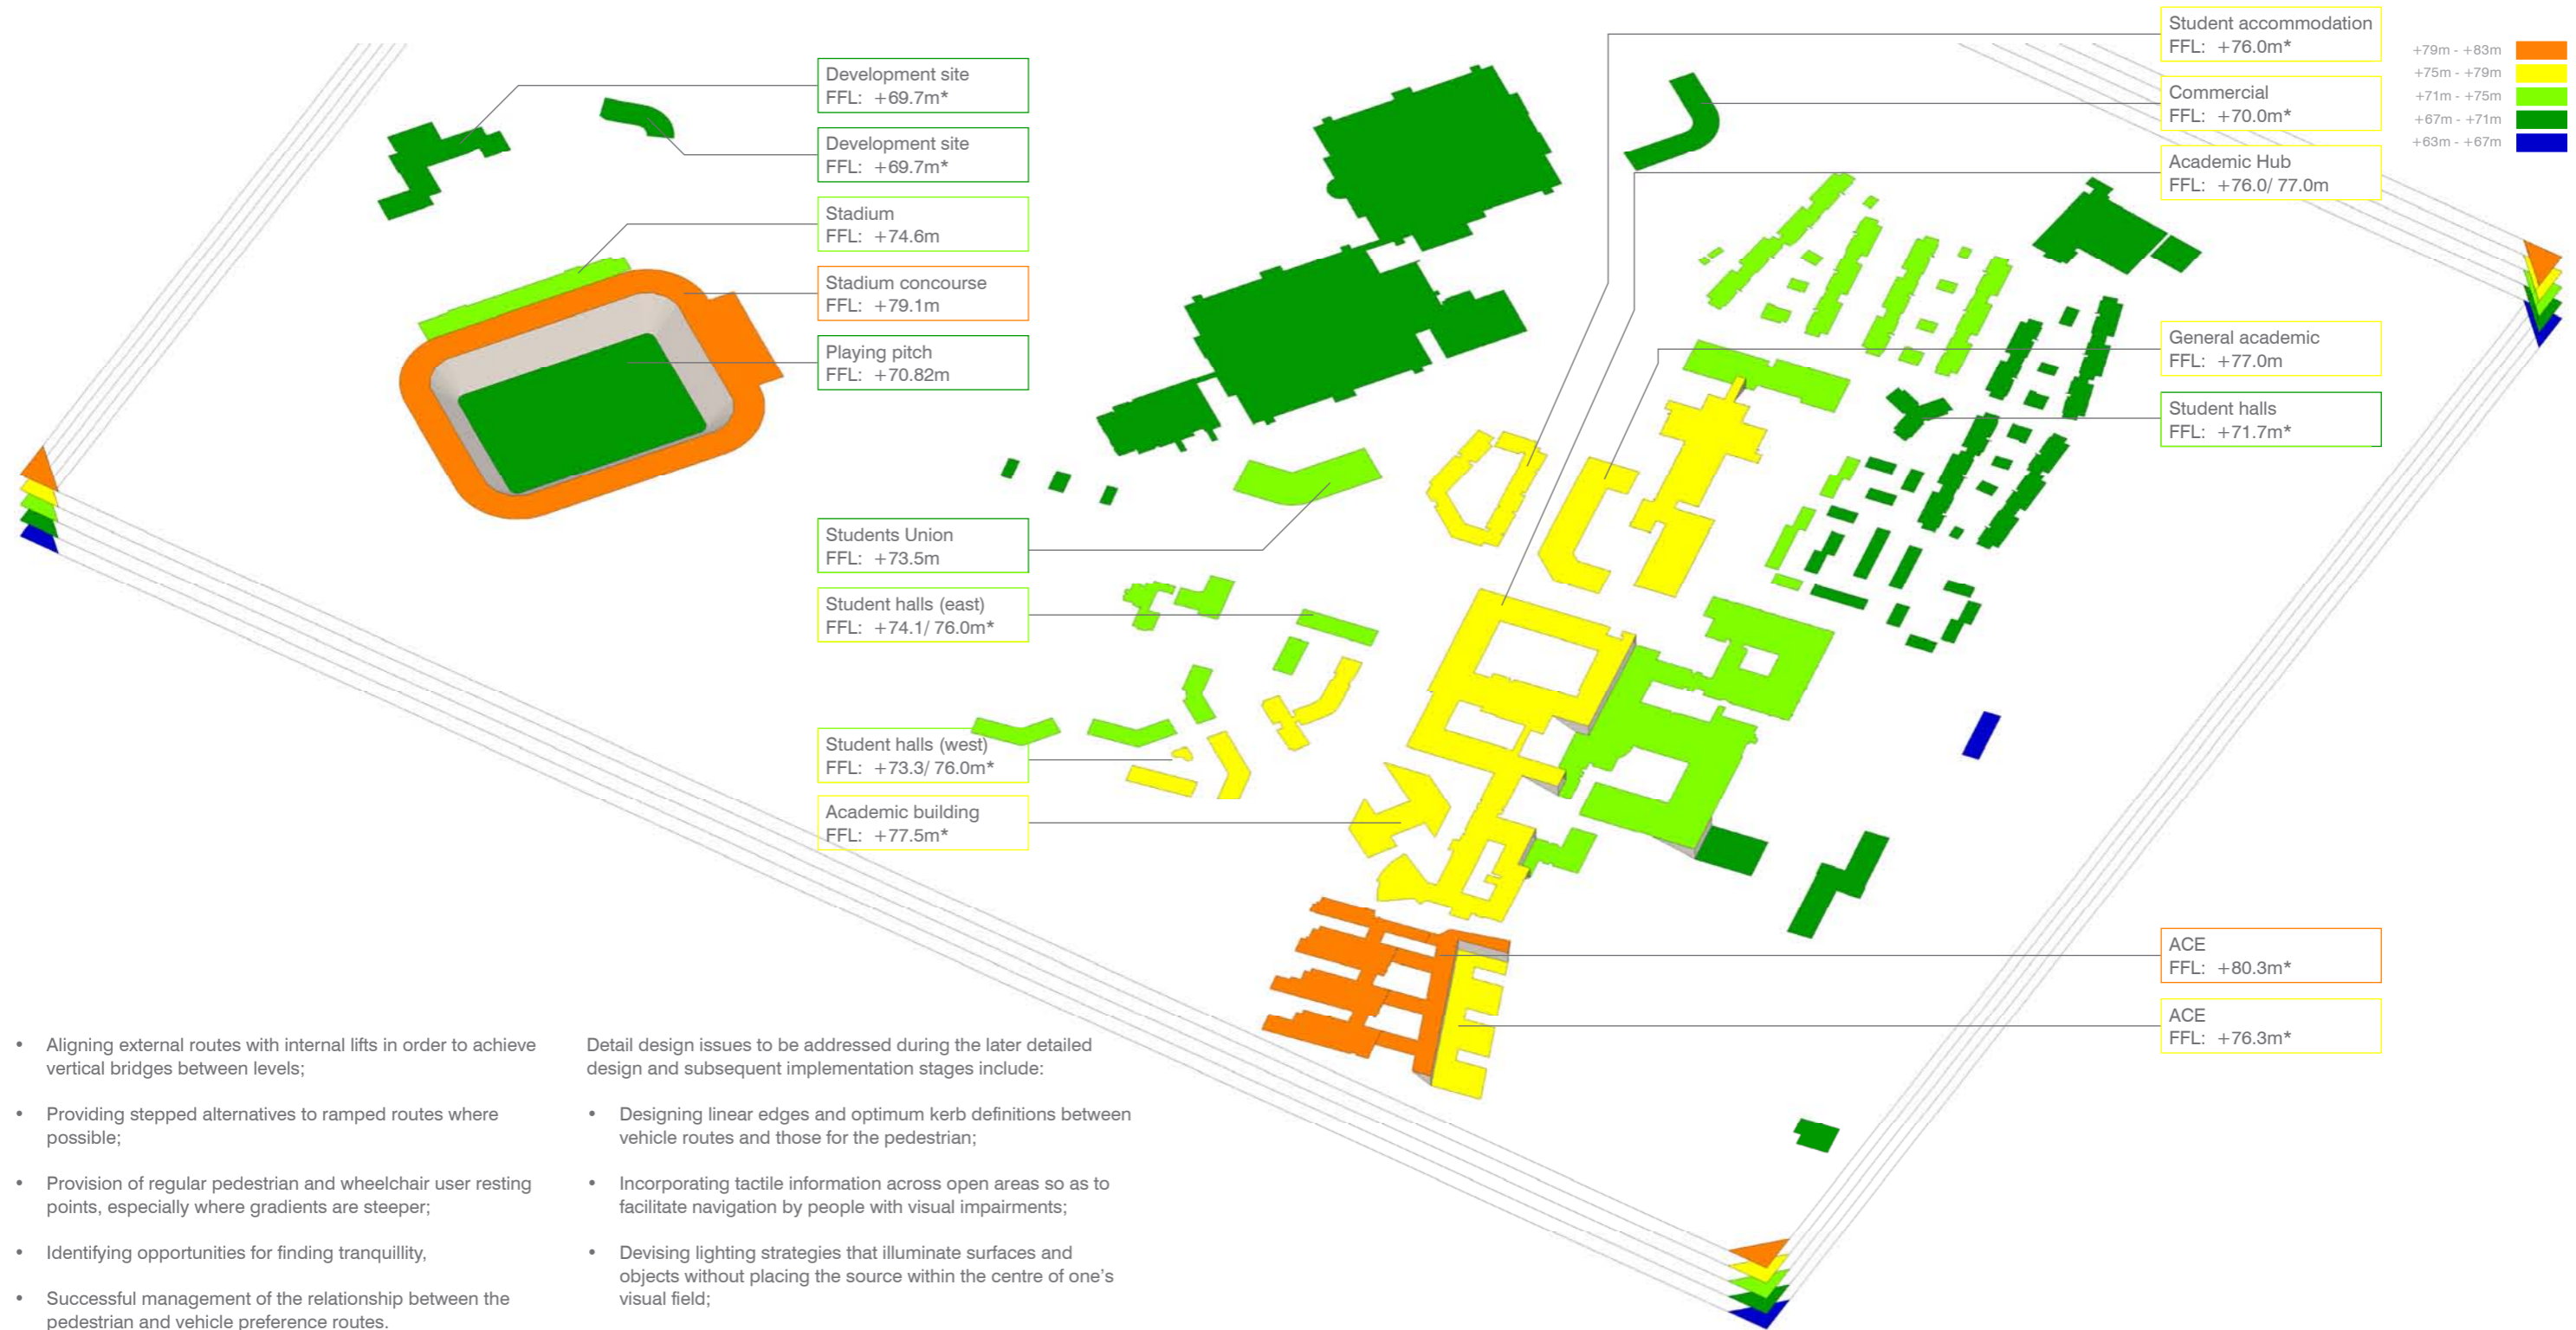 Development site
FFL: +69.7m*
Development site
FFL: +69.7m*
Stadium
FFL: +74.6m
Stadium concourse
FFL: +79.1m
Playing pitch
FFL: +70.82m
Students Union
FFL: +73.5m
Student halls (east)
FFL: +74.1/ 76.0m*
Student halls (west)
FFL: +73.3/ 76.0m*
Academic building
FFL: +77.5m*
Student accommodation
FFL: +76.0m*
Commercial
FFL: +70.0m*
Academic Hub
FFL: +76.0/ 77.0m
General academic
FFL: +77.0m
Student halls
FFL: +71.7m*
ACE
FFL: +80.3m*
ACE
FFL: +76.3m*
+79m - +83m
+75m - +79m
+71m - +75m
+67m - +71m
+63m - +67m
• Aligning external routes with internal lifts in order to achieve
vertical bridges between levels;
• Providing stepped alternatives to ramped routes where
possible;
• Provision of regular pedestrian and wheelchair user resting
points, especially where gradients are steeper;
• Identifying opportunities for finding tranquillity,
• Successful management of the relationship between the
pedestrian and vehicle preference routes.
Detail design issues to be addressed during the later detailed
design and subsequent implementation stages include:
• Designing linear edges and optimum kerb definitions between
vehicle routes and those for the pedestrian;
• Incorporating tactile information across open areas so as to
facilitate navigation by people with visual impairments;
• Devising lighting strategies that illuminate surfaces and
objects without placing the source within the centre of one's
visual field;